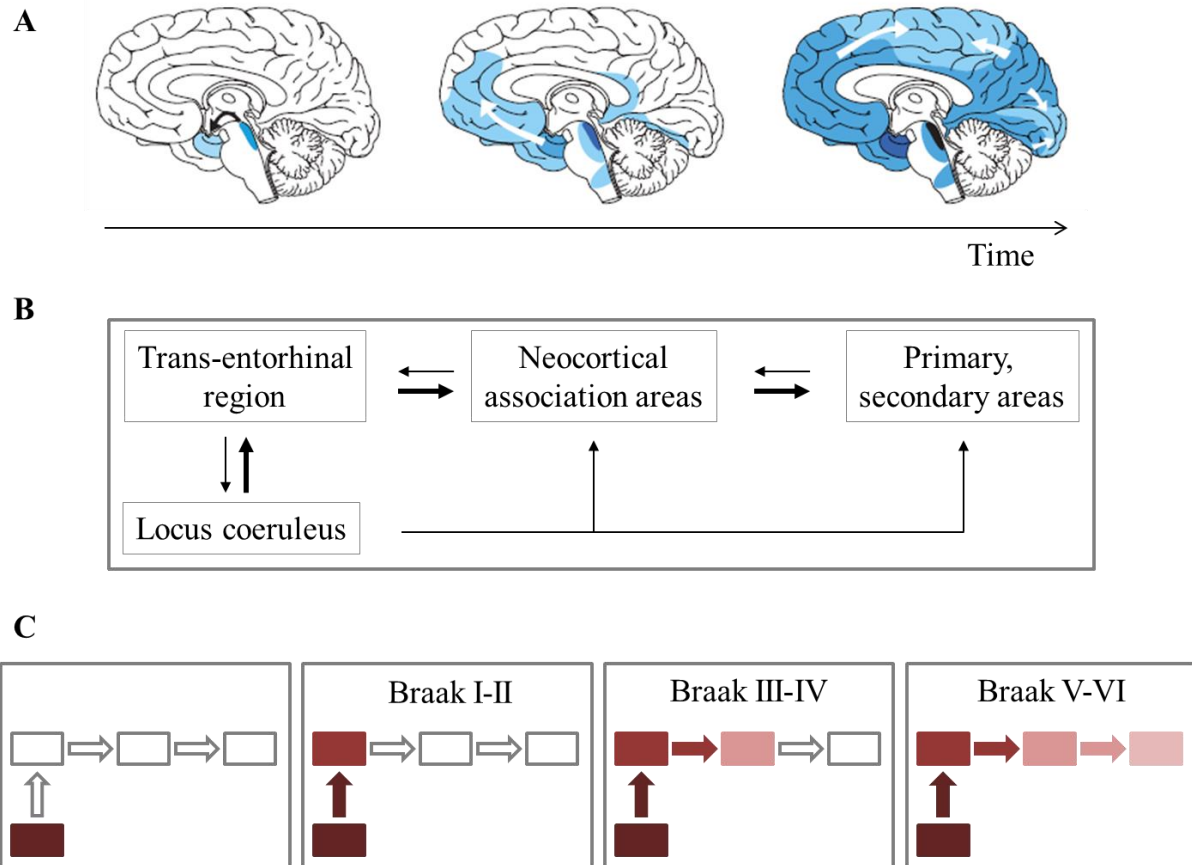 A
Time
B
Trans-entorhinal
region
Neocortical
association areas
Primary,
secondary areas
Locus coeruleus
C
Braak I-II
Braak III-IV
Braak V-VI